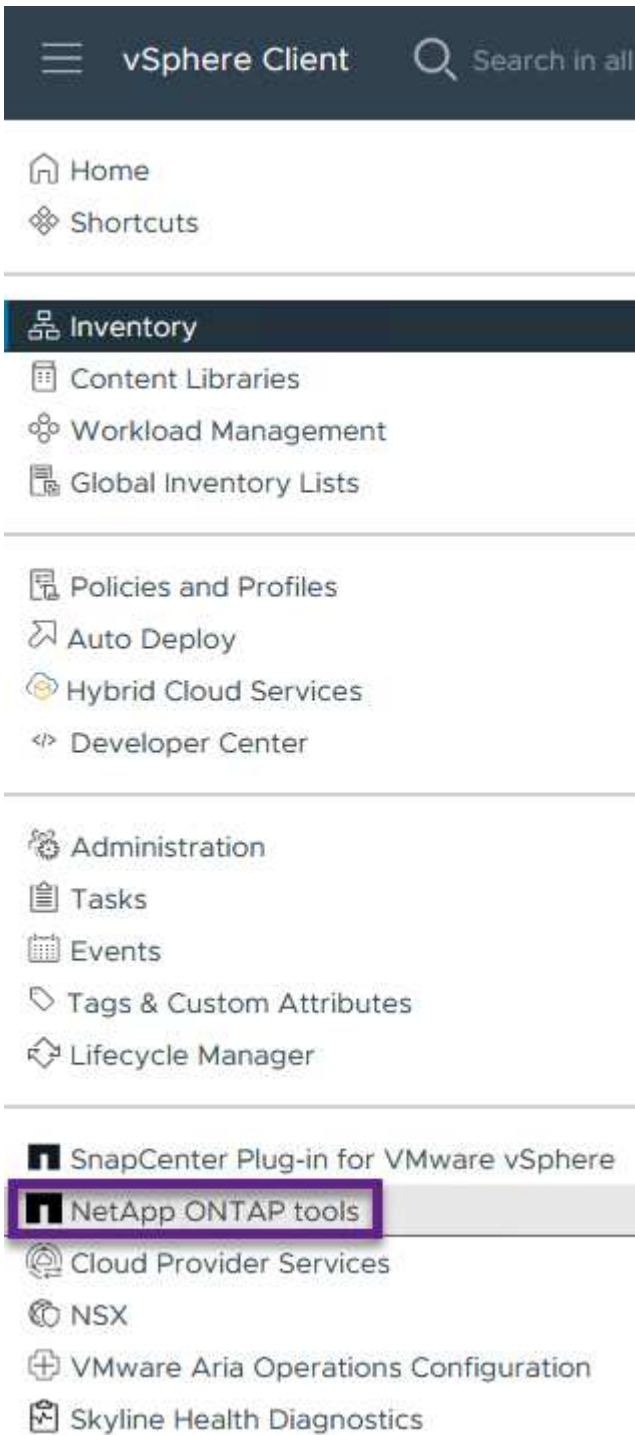 vSphere Client Search in all
Home
Shortcuts
Inventory
Content Libraries
Workload Management
Global Inventory Lists
Policies and Profiles
Auto Deploy
Hybrid Cloud Services
Developer Center
Administration
Tasks
Events
Tags & Custom Attributes
Lifecycle Manager
SnapCenter Plug-in for VMware vSphere
NetApp ONTAP tools
Cloud Provider Services
NSX
VMware Aria Operations Configuration
Skyline Health Diagnostics